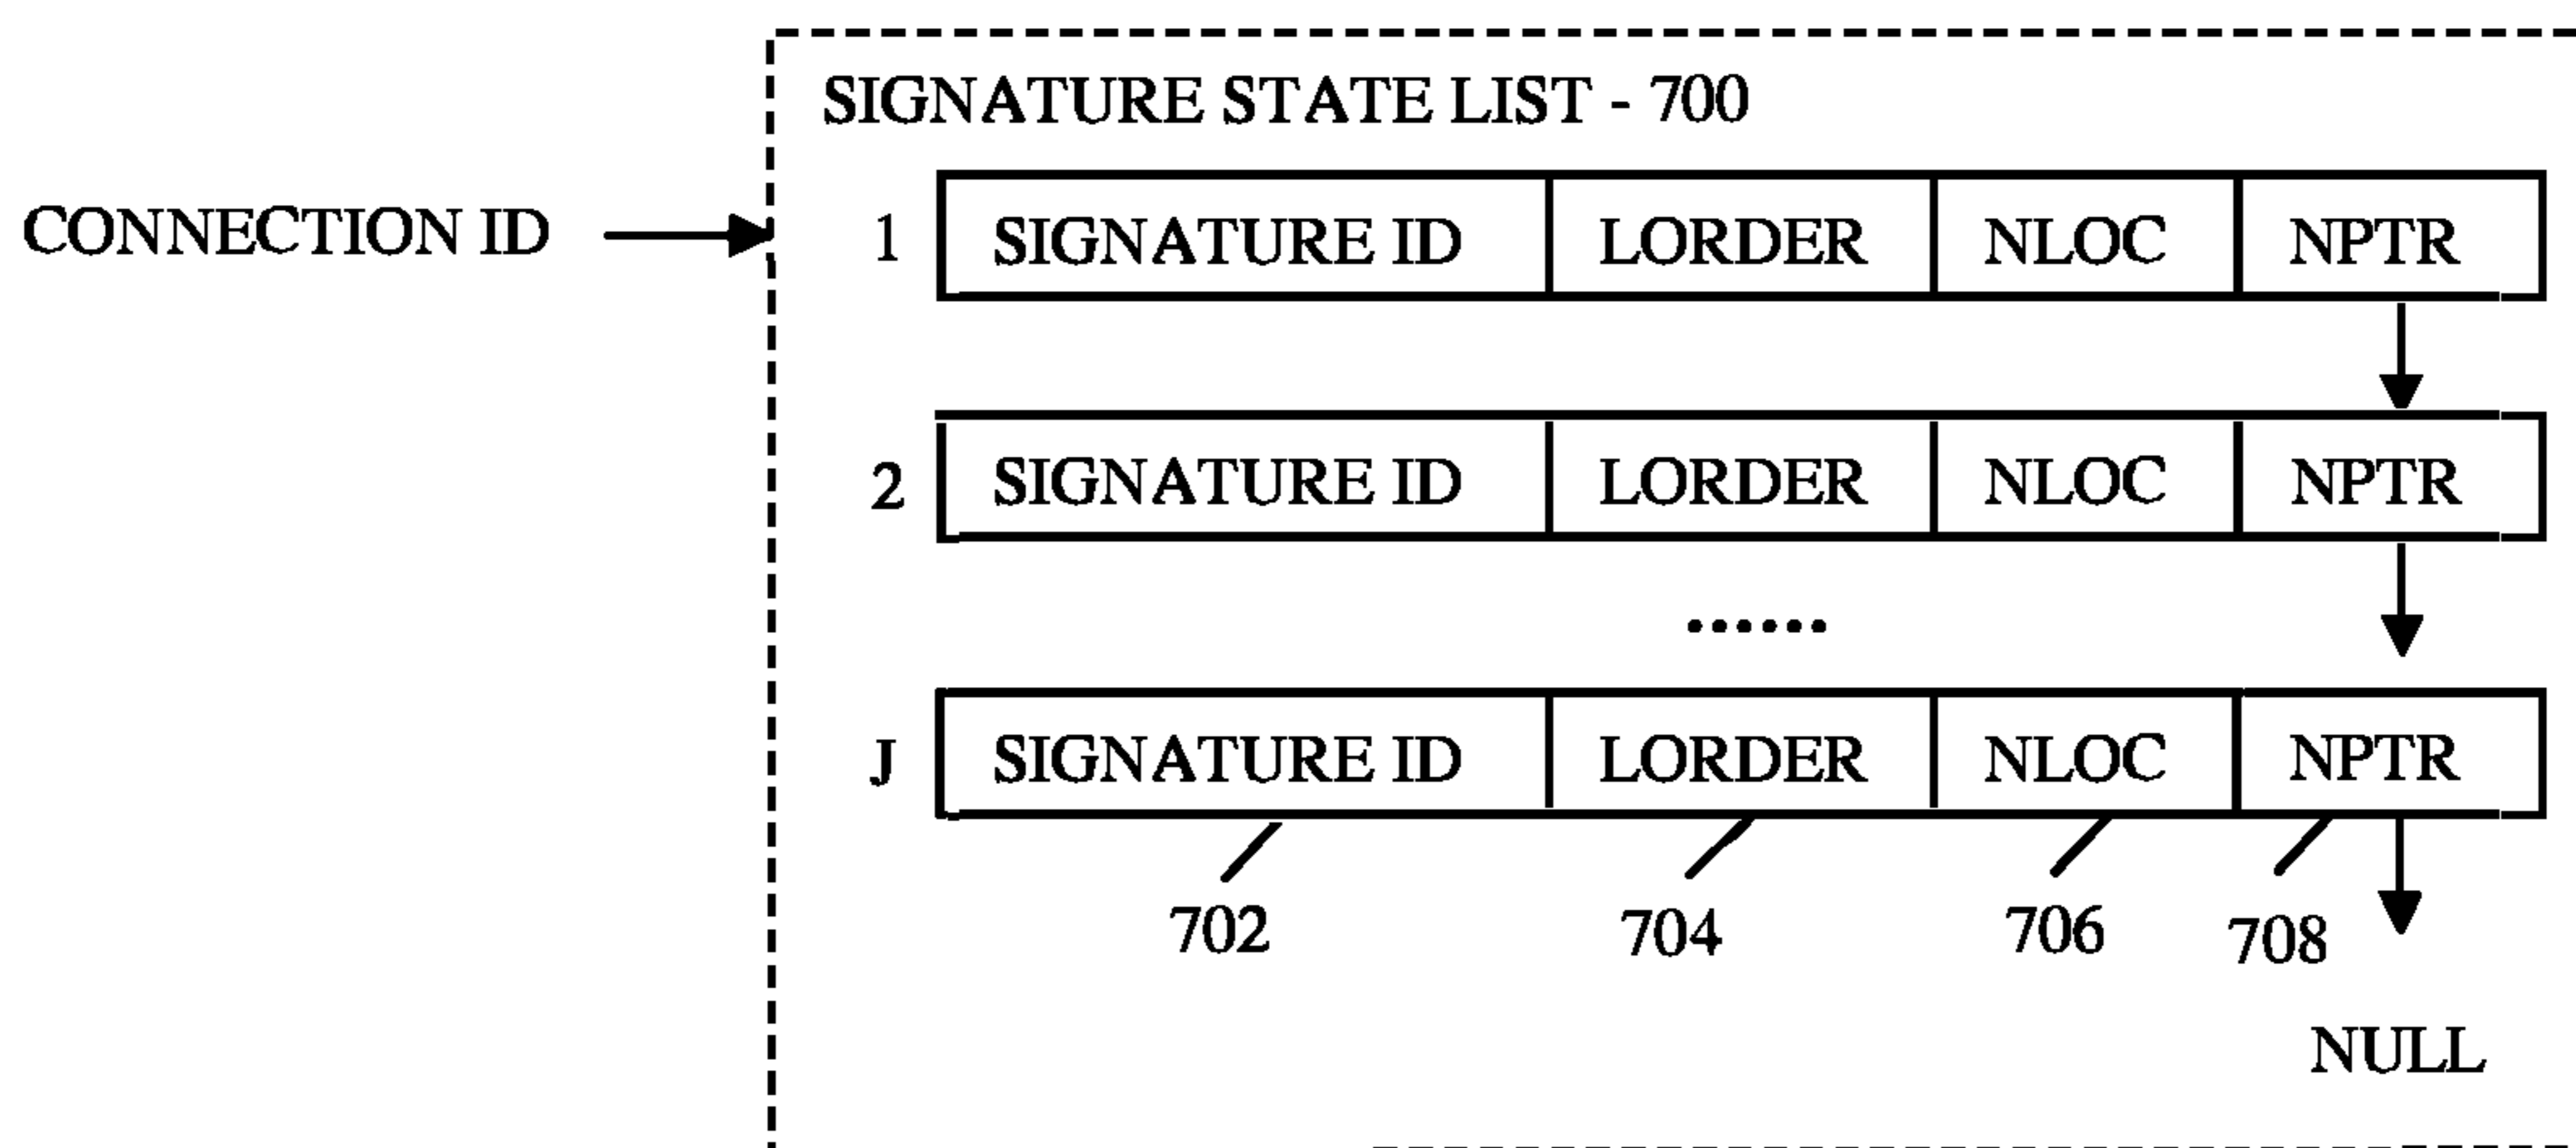 SIGNATURE STATE LIST - 700
CONNECTION ID
1 SIGNATURE ID LORDER NLOC NPTR
2 SIGNATURE ID LORDER NLOC NPTR
......
J SIGNATURE ID LORDER NLOC NPTR
702 704 706 708
NULL